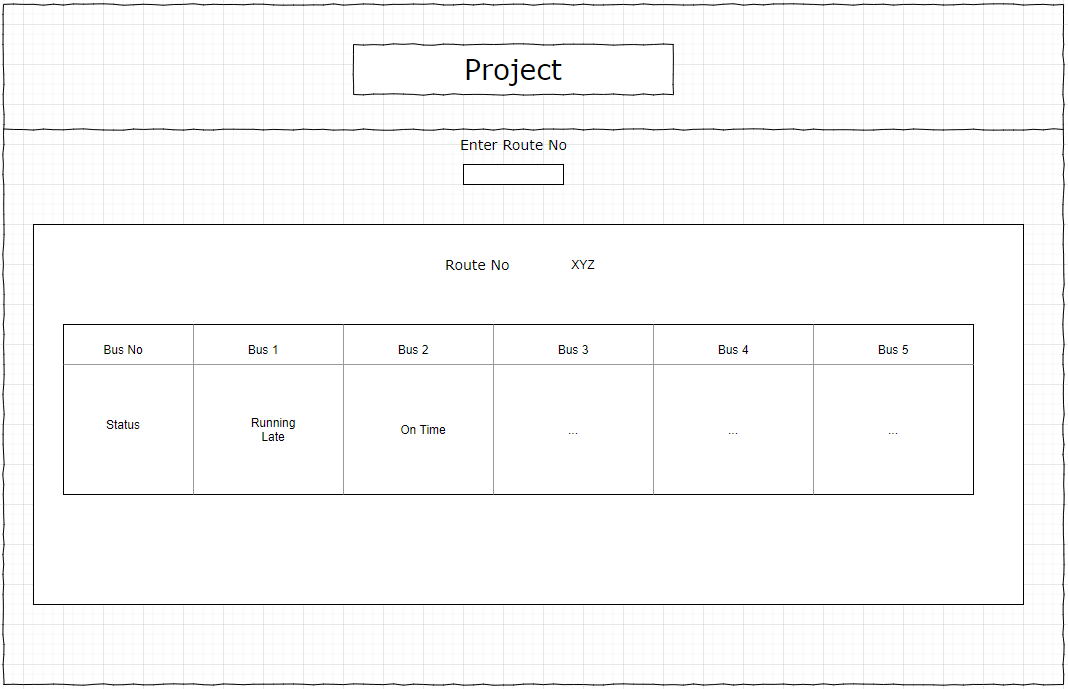 Project
Enter Route No
Route No XYZ
Bus No Bus 1 Bus 2 Bus 3 Bus 4 Bus 5
Status Running Late On Time ... ... ...